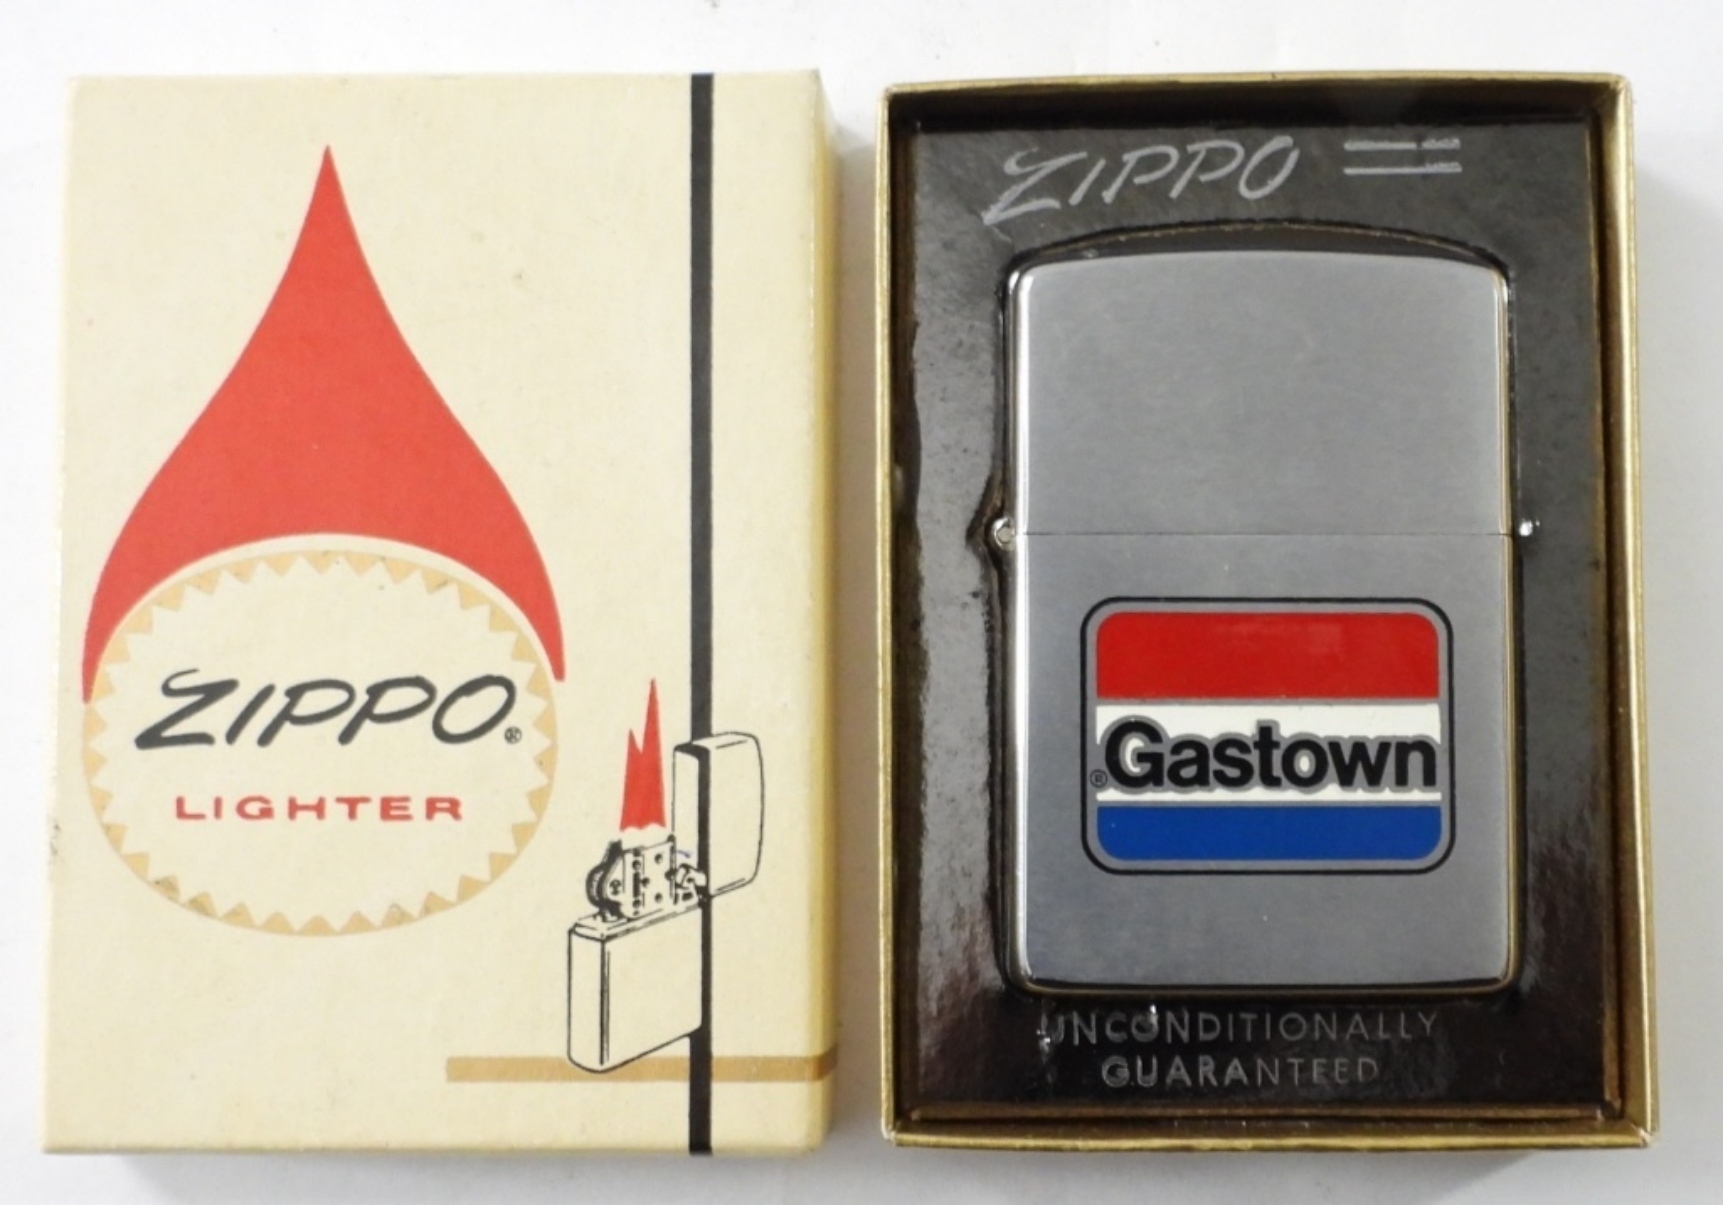 ZIPPO®
LIGHTER
ZIPPO
®Gastown
UNCONDITIONALLY
GUARANTEED